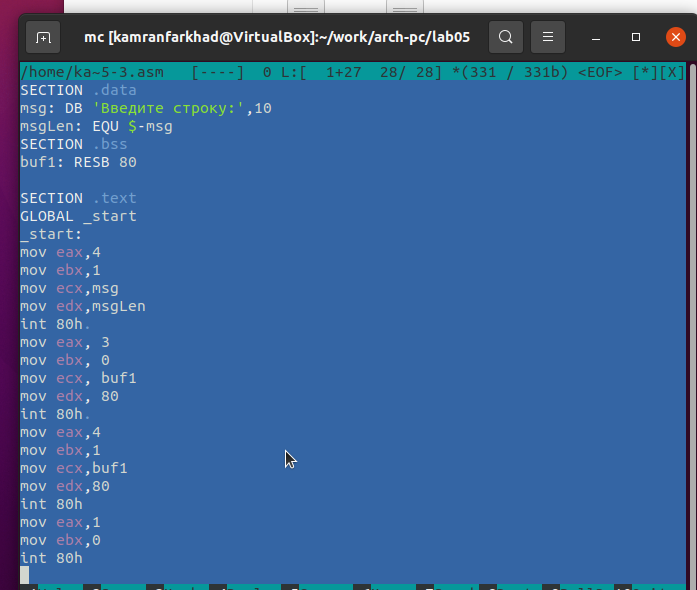 mc [kamranfarkhad@VirtualBox]:~/work/arch-pc/lab05
/home/ka~5-3.asm   [----]  0 L:[  1+27  28/ 28] *(331 / 331b) <EOF> [*][X]
SECTION .data
msg: DB 'Введите строку:',10
msgLen: EQU $-msg
SECTION .bss
buf1: RESB 80

SECTION .text
GLOBAL _start
_start:
mov eax,4
mov ebx,1
mov ecx,msg
mov edx,msgLen
int 80h.
mov eax, 3
mov ebx, 0
mov ecx, buf1
mov edx, 80
int 80h.
mov eax,4
mov ebx,1
mov ecx,buf1
mov edx,80
int 80h
mov eax,1
mov ebx,0
int 80h